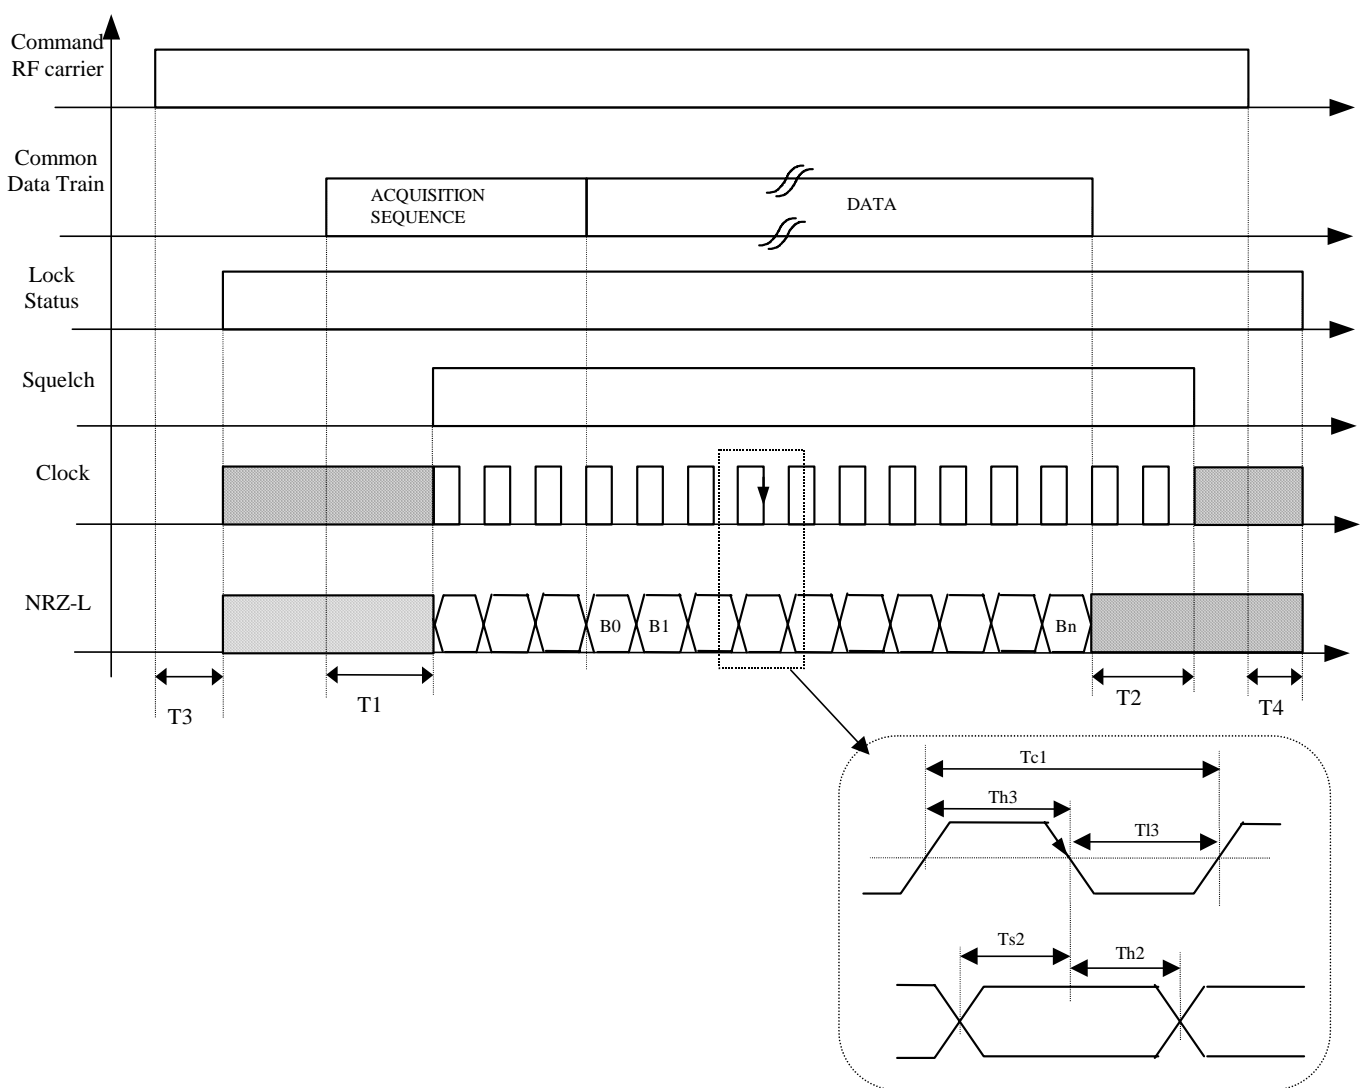 Command
RF carrier
Common
Data Train
ACQUISITION
SEQUENCE
DATA
Lock
Status
Squelch
Clock
NRZ-L
B0
B1
Bn
T3
T1
T2
T4
Tc1
Th3
Tl3
Ts2
Th2